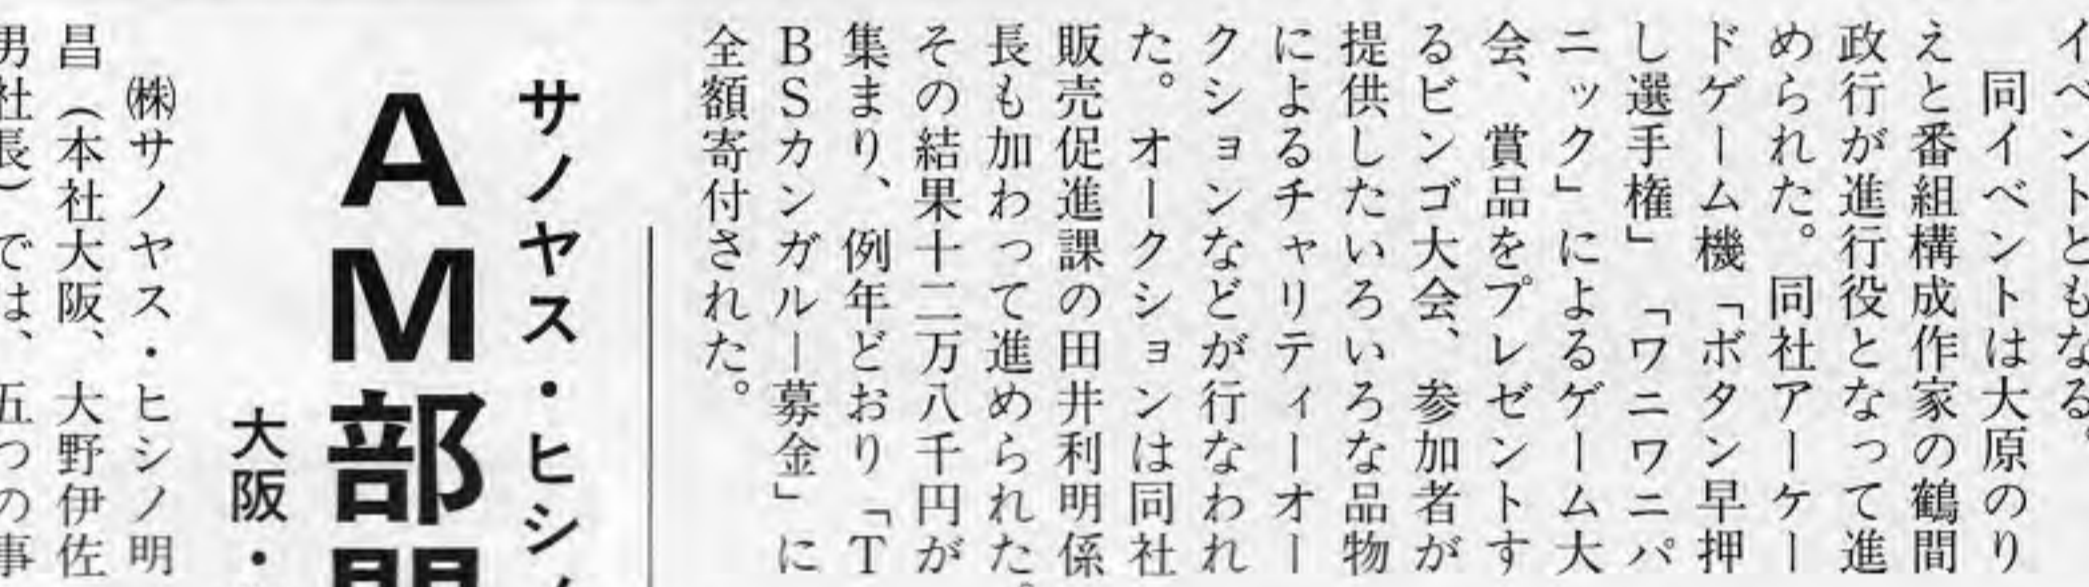 イベントともなる。
同イベントは大原のり
えと番組構成作家の鶴間
政行が進行役となって進
められた。同社アーケー
ドゲーム機「ボタン早押
し選手権」「ワニワニパ
ニック」によるゲーム大
会、賞品をプレゼントす
るビンゴ大会、参加者が
提供したいろいろな品物
によるチャリティーオー
クションなどが行なわれ
た。オークションは同社
販売促進課の田井利明係
長も加わって進められた。
その結果十二万八千円が
集まり、例年どおり「T
BSカンガルー募金」に
全額寄付された。
サノヤス・ヒシノ
AM部門
大阪・
㈱サノヤス・ヒシノ明
昌（本社大阪、大野伊佐
男社長）では、五つの事